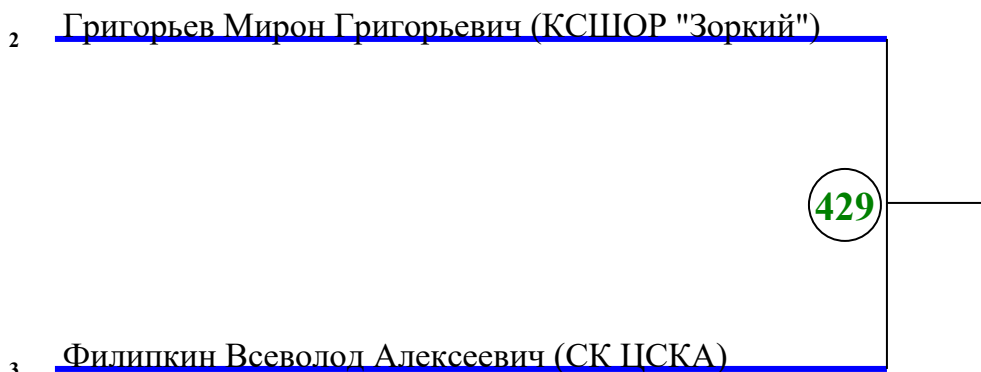 2 Григорьев Мирон Григорьевич (КСШОР "Зоркий")
429
3 Филипкин Всеволод Алексеевич (СК ЦСКА)